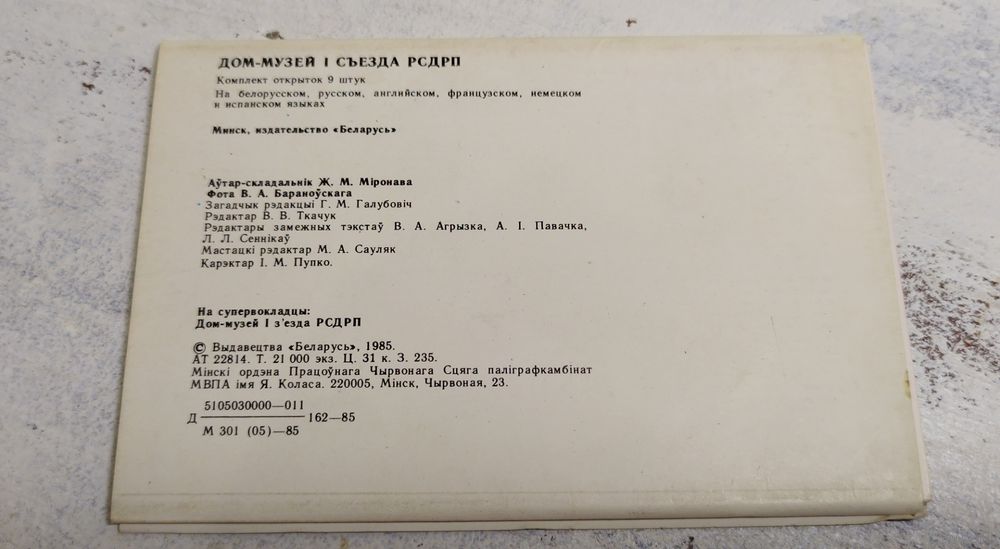 ДОМ-МУЗЕЙ I СЪЕЗДА РСДРП
Комплект открыток 9 штук
На белорусском, русском, английском, французском, немецком
и испанском языках
Минск, издательство «Беларусь»
Аўтар-складальнік Ж. М. Міронава
Фота В. А. Бараноўскага
Загадчык рэдакцыі Г. М. Галубовіч
Рэдактар В. В. Ткачук
Рэдактары замежных тэкстаў В. А. Агрызка, А. І. Павачка,
Л. Л. Сеннікаў
Мастацкі рэдактар М. А. Сауляк
Карэктар І. М. Пупко.
На супервокладцы:
Дом-музей I з'езда РСДРП
© Выдавецтва «Беларусь», 1985.
АТ 22814. Т. 21 000 экз. Ц. 31 к. З. 235.
Мінскі ордэна Працоўнага Чырвонага Сцяга паліграфкамбінат
МВПА імя Я. Коласа. 220005, Мінск, Чырвоная, 23.
5105030000—011
Д 162—85
М 301 (05)—85